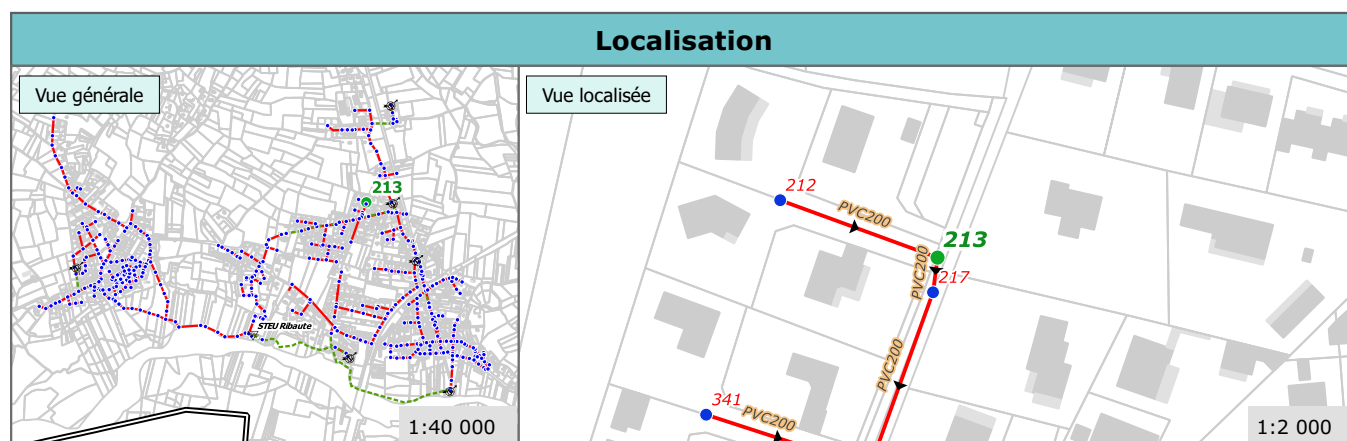 Localisation
Vue générale
213
STEU Ribaute
1:40 000
Vue localisée
212
PVC200
213
PVC200
217
PVC200
341
PVC200
1:2 000